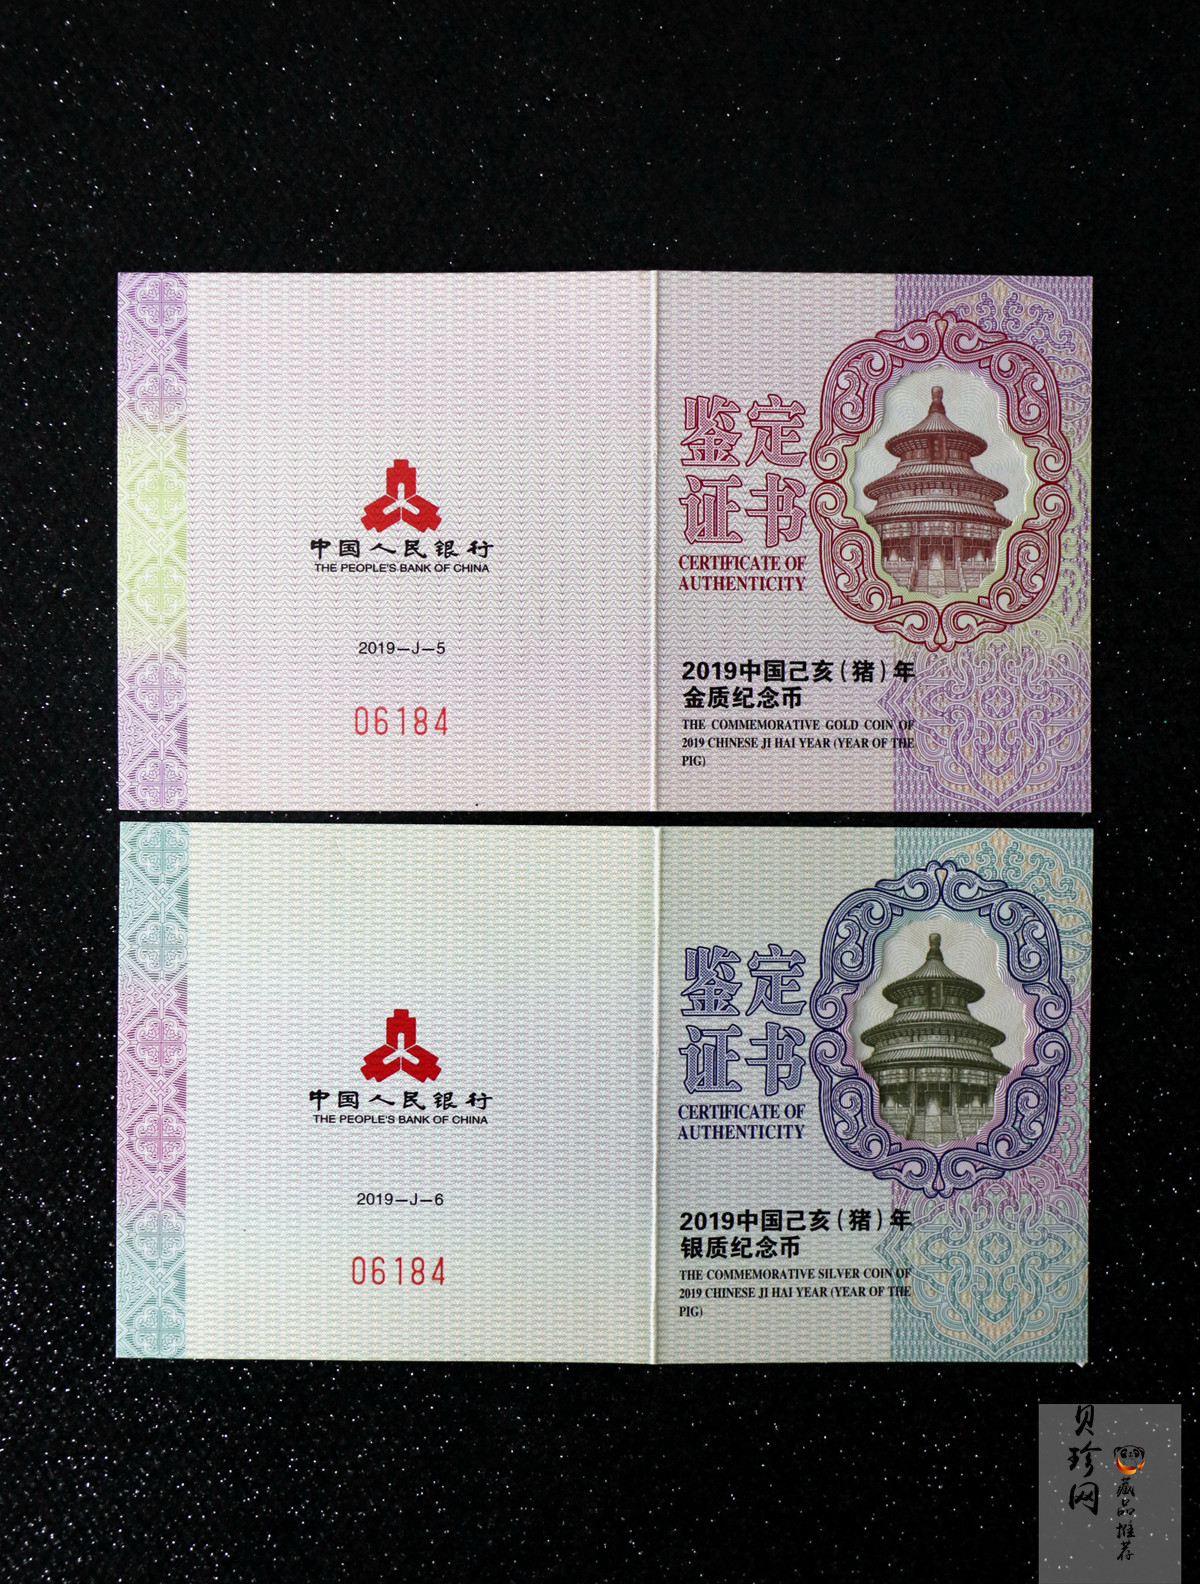 中国人民银行
THE PEOPLE'S BANK OF CHINA
2019—J—5
06184
鉴定
证书
CERTIFICATE OF
AUTHENTICITY
2019中国己亥（猪）年
金质纪念币
THE COMMEMORATIVE GOLD COIN OF
2019 CHINESE JI HAI YEAR (YEAR OF THE
PIG)
中国人民银行
THE PEOPLE'S BANK OF CHINA
2019—J—6
06184
鉴定
证书
CERTIFICATE OF
AUTHENTICITY
2019中国己亥（猪）年
银质纪念币
THE COMMEMORATIVE SILVER COIN OF
2019 CHINESE JI HAI YEAR (YEAR OF THE
PIG)
贝珍网
藏品推荐